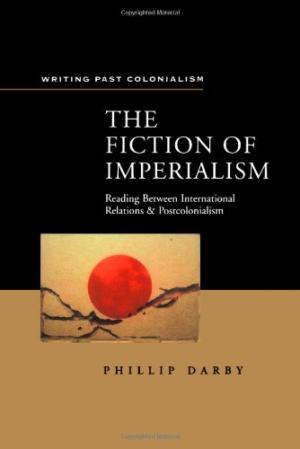 WRITING PAST COLONIALISM
THE
FICTION OF
IMPERIALISM
Reading Between International
Relations & Postcolonialism
PHILLIP DARBY